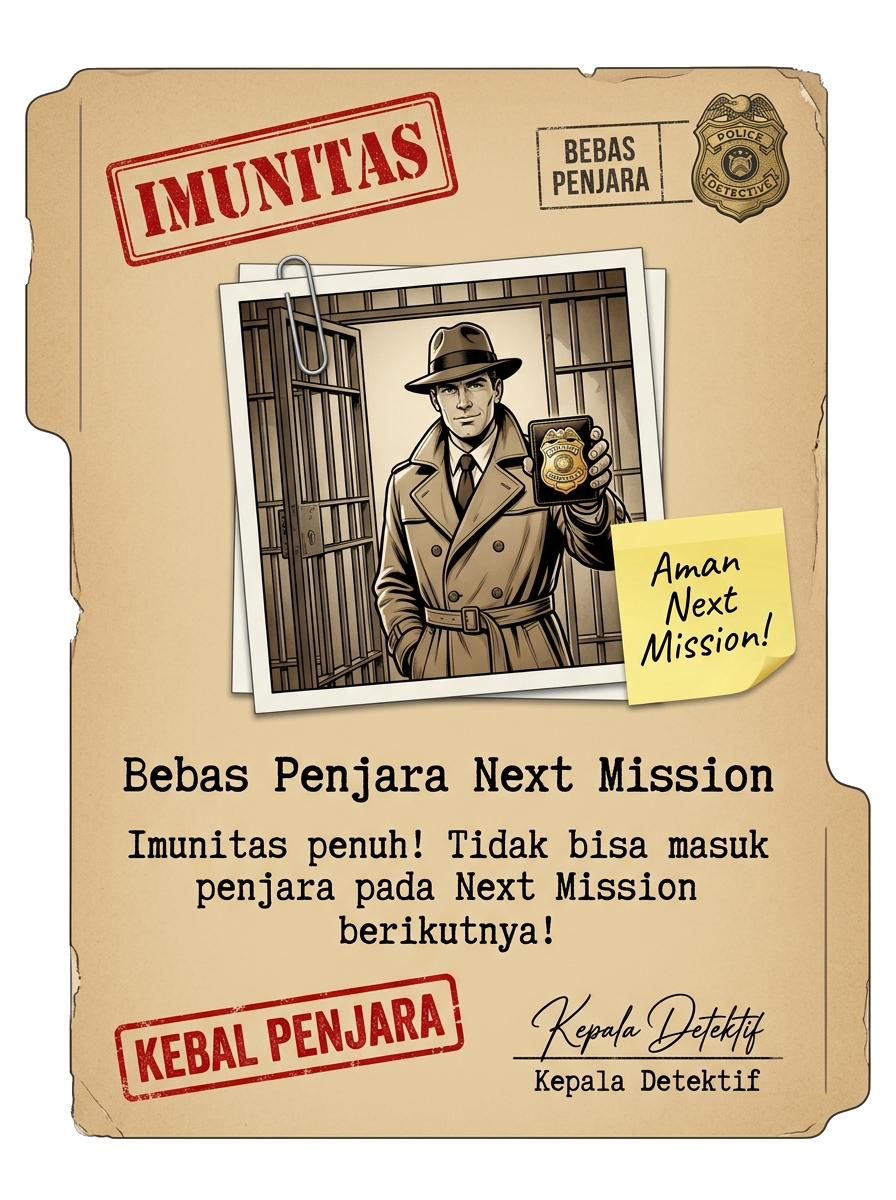 IMUNITAS
BEBAS
PENJARA
POLICE
DETECTIVE
Aman
Next
Mission!
Bebas Penjara Next Mission
Imunitas penuh! Tidak bisa masuk
penjara pada Next Mission
berikutnya!
KEBAL PENJARA
Kepala Detektif
Kepala Detektif